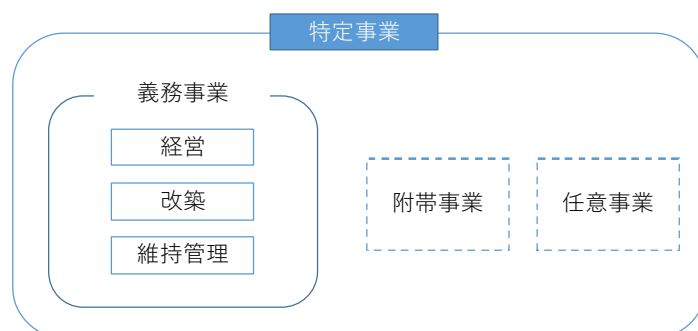 特定事業
義務事業
経営
改築
維持管理
附帯事業
任意事業